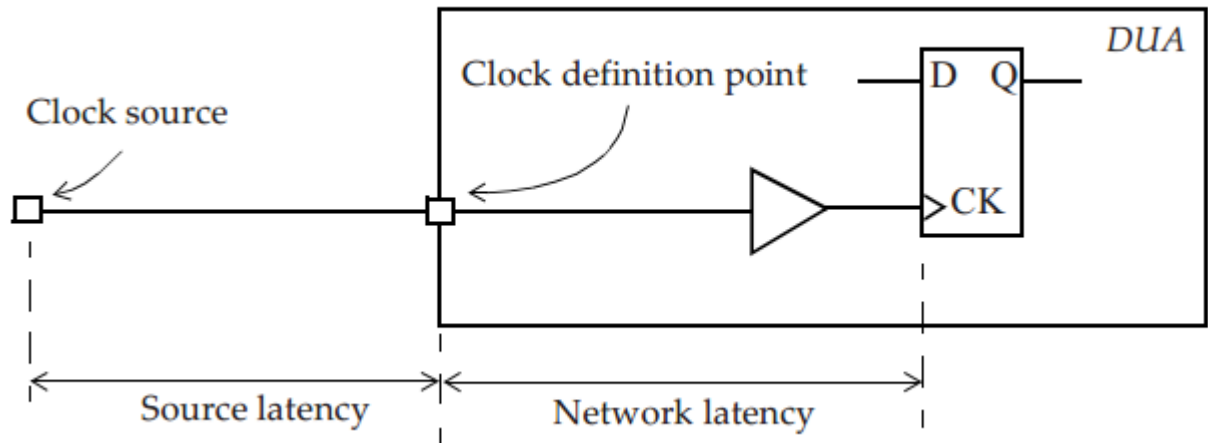 DUA
Clock definition point
D Q
Clock source
CK
Source latency
Network latency